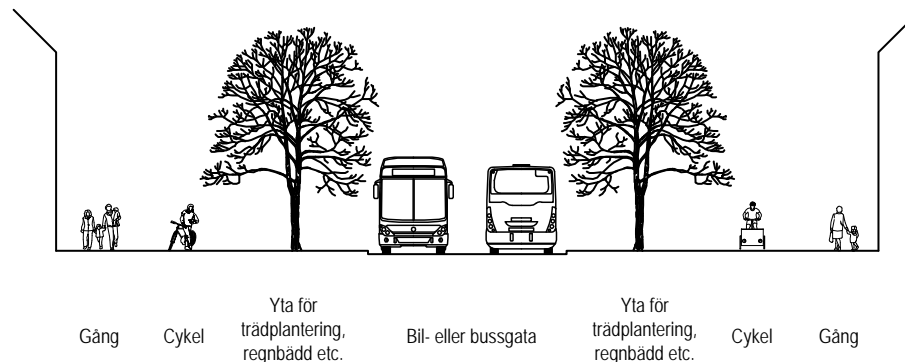 Gång
Cykel
Yta för
trädplantering,
regnbädd etc.
Bil- eller bussgata
Yta för
trädplantering,
regnbädd etc.
Cykel
Gång